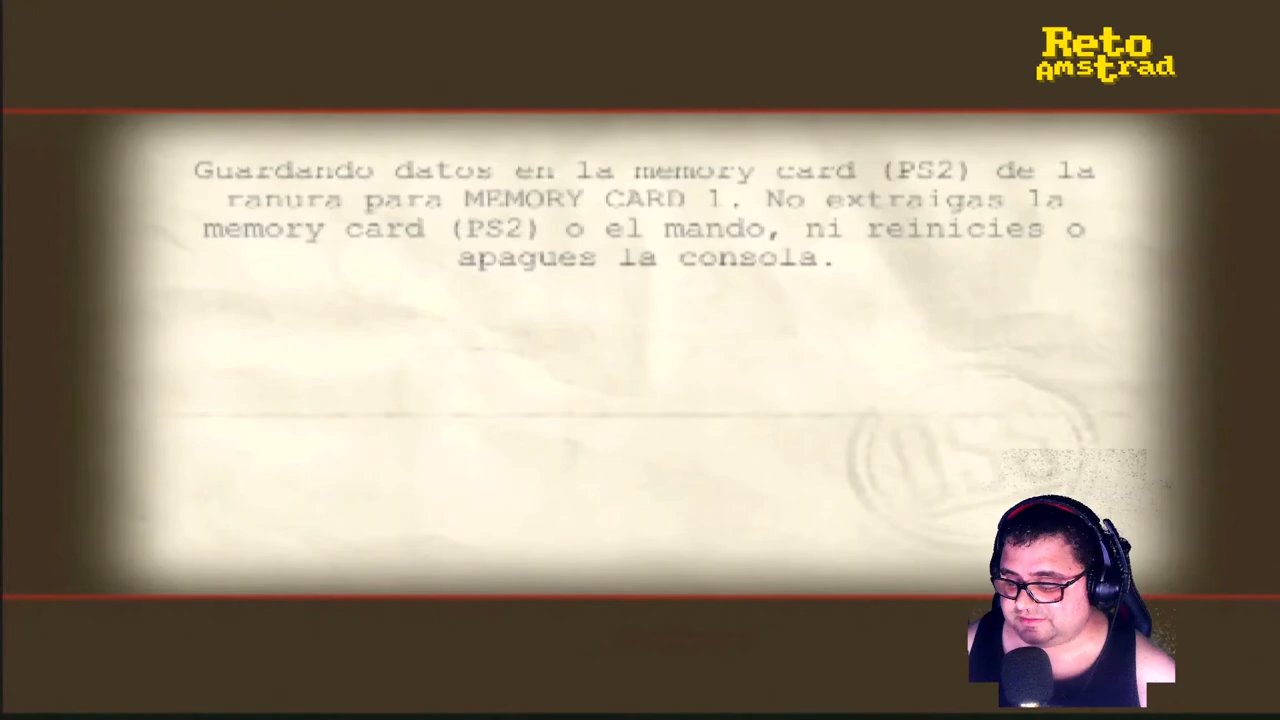 Reto
Amstrad
Guardando datos en la memory card (PS2) de la
ranura para MEMORY CARD 1. No extraigas la
memory card (PS2) o el mando, ni reinicies o
apagues la consola.
OSS